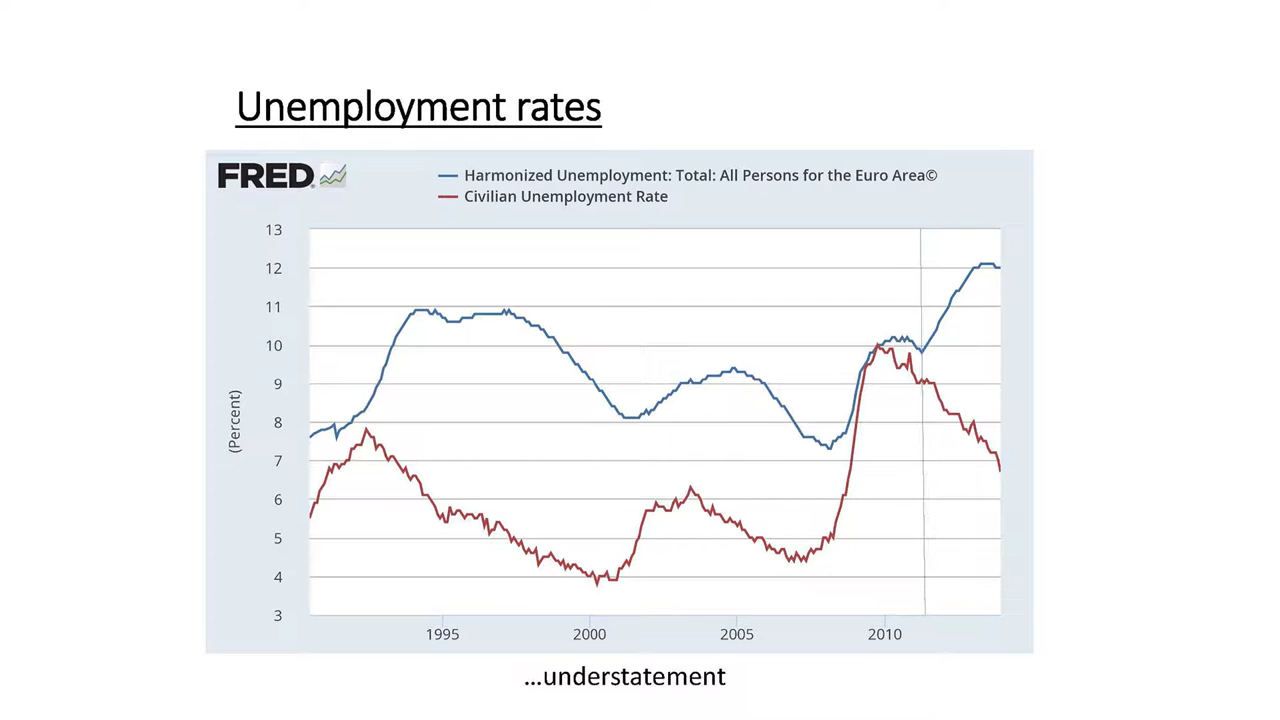 Unemployment rates
FRED
Harmonized Unemployment: Total: All Persons for the Euro Area©
Civilian Unemployment Rate
(Percent)
13
12
11
10
9
8
7
6
5
4
3
1995
2000
2005
2010
...understatement